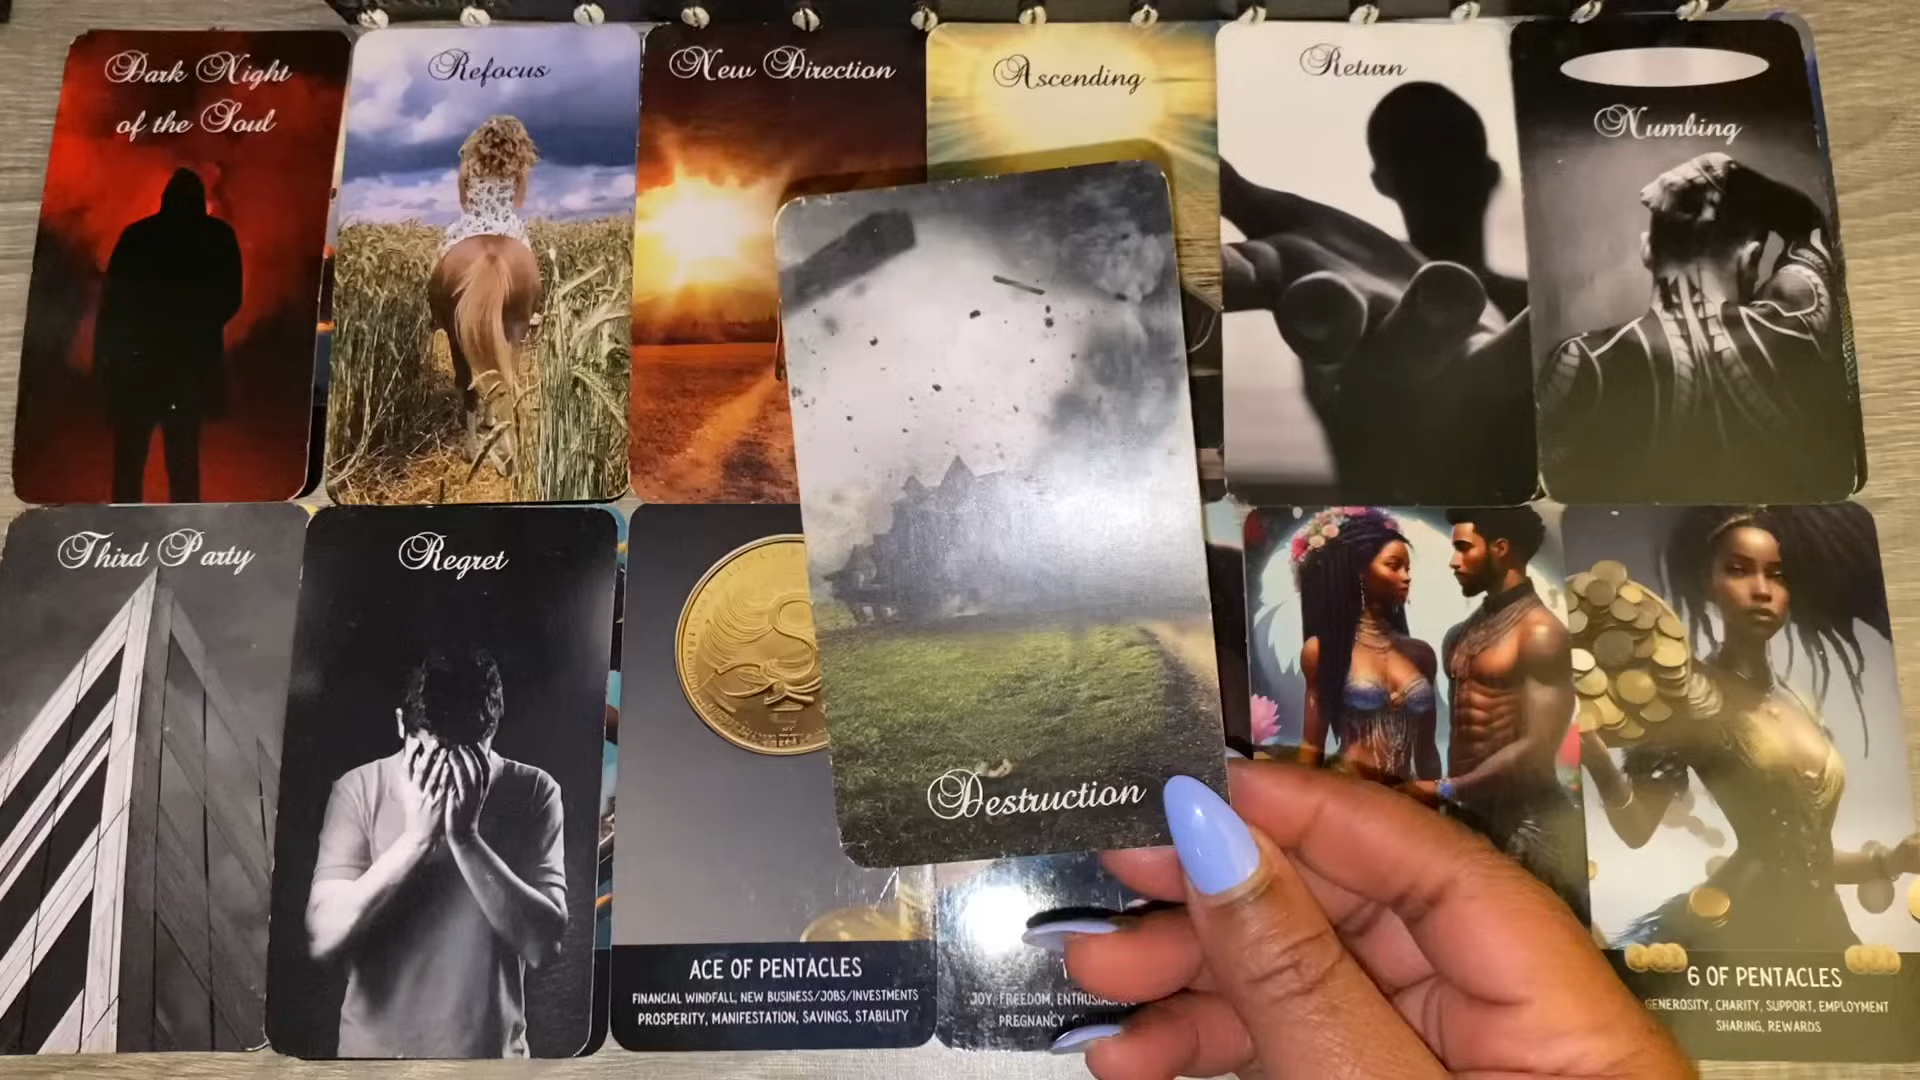 Dark Night
of the Soul
Refocus
New Direction
Ascending
Return
Numbing
Destruction
Third Party
Regret
ACE OF PENTACLES
FINANCIAL WINDFALL, NEW BUSINESS/JOBS/INVESTMENTS
PROSPERITY, MANIFESTATION, SAVINGS, STABILITY
JOY, FREEDOM,
PREGNANCY
6 OF PENTACLES
GENEROSITY, CHARITY, SUPPORT, EMPLOYMENT
SHARING, REWARDS